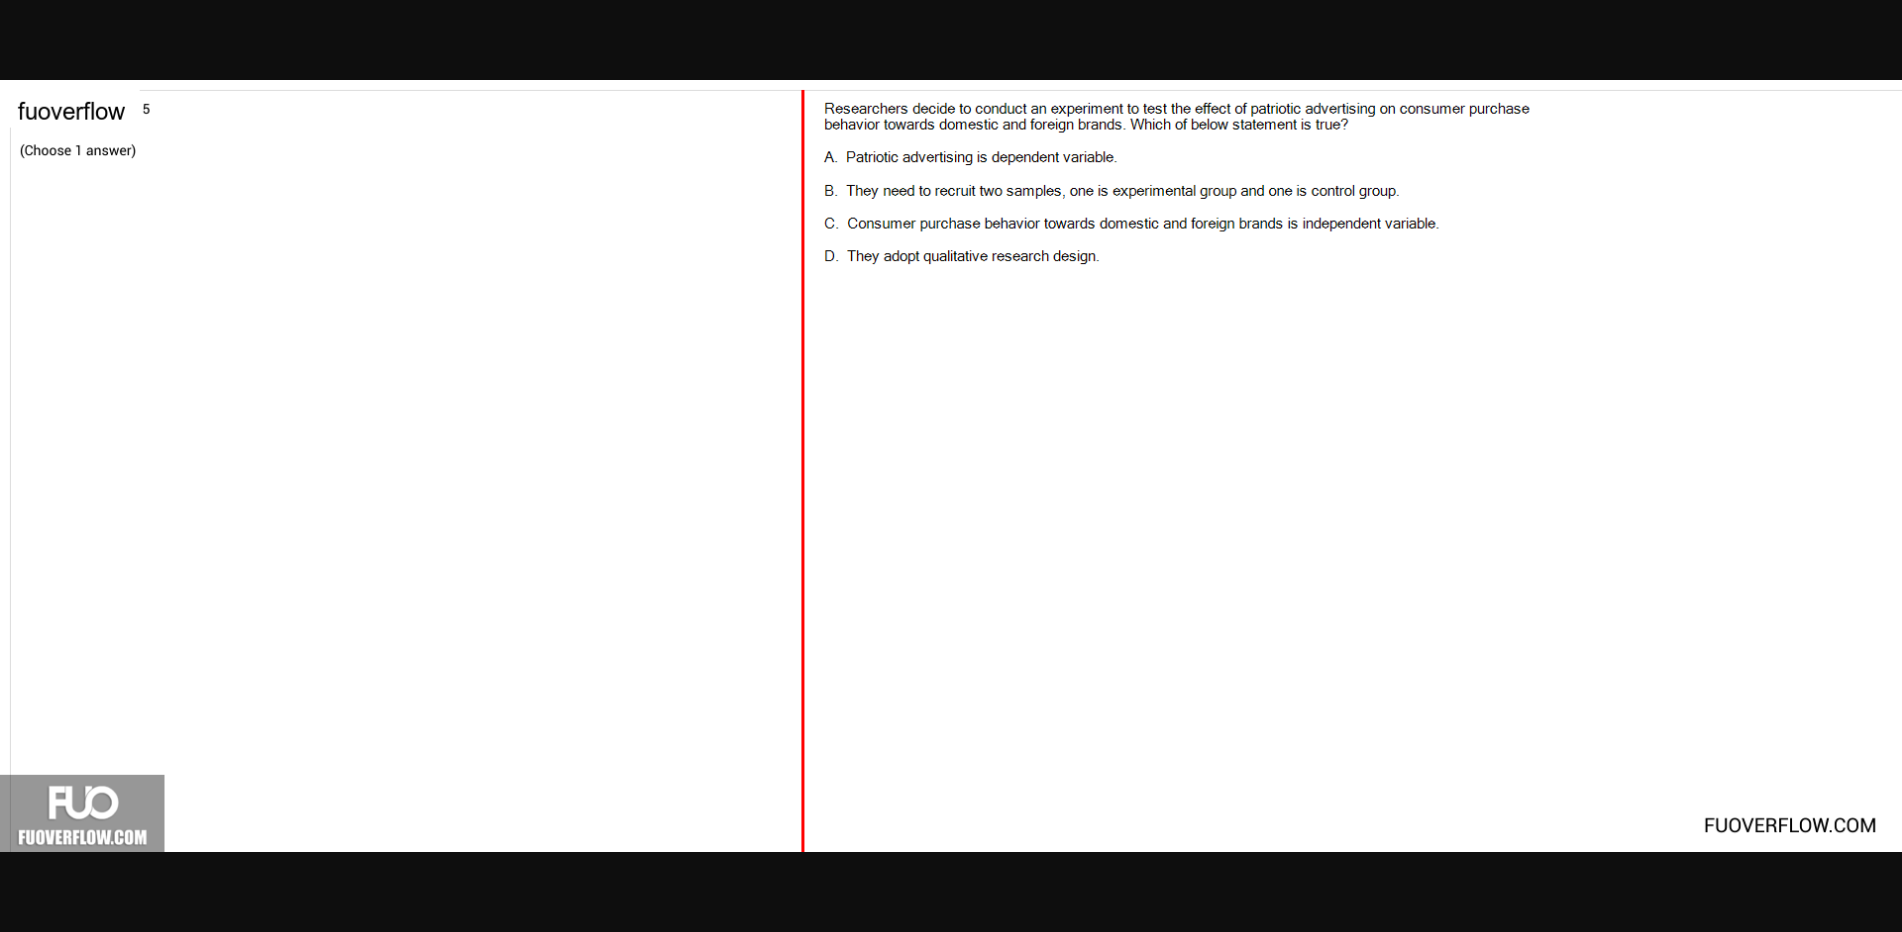 fuoverflow 5
(Choose 1 answer)
Researchers decide to conduct an experiment to test the effect of patriotic advertising on consumer purchase
behavior towards domestic and foreign brands. Which of below statement is true?
A. Patriotic advertising is dependent variable.
B. They need to recruit two samples, one is experimental group and one is control group.
C. Consumer purchase behavior towards domestic and foreign brands is independent variable.
D. They adopt qualitative research design.
FUO
FUOVERFLOW.COM
FUOVERFLOW.COM